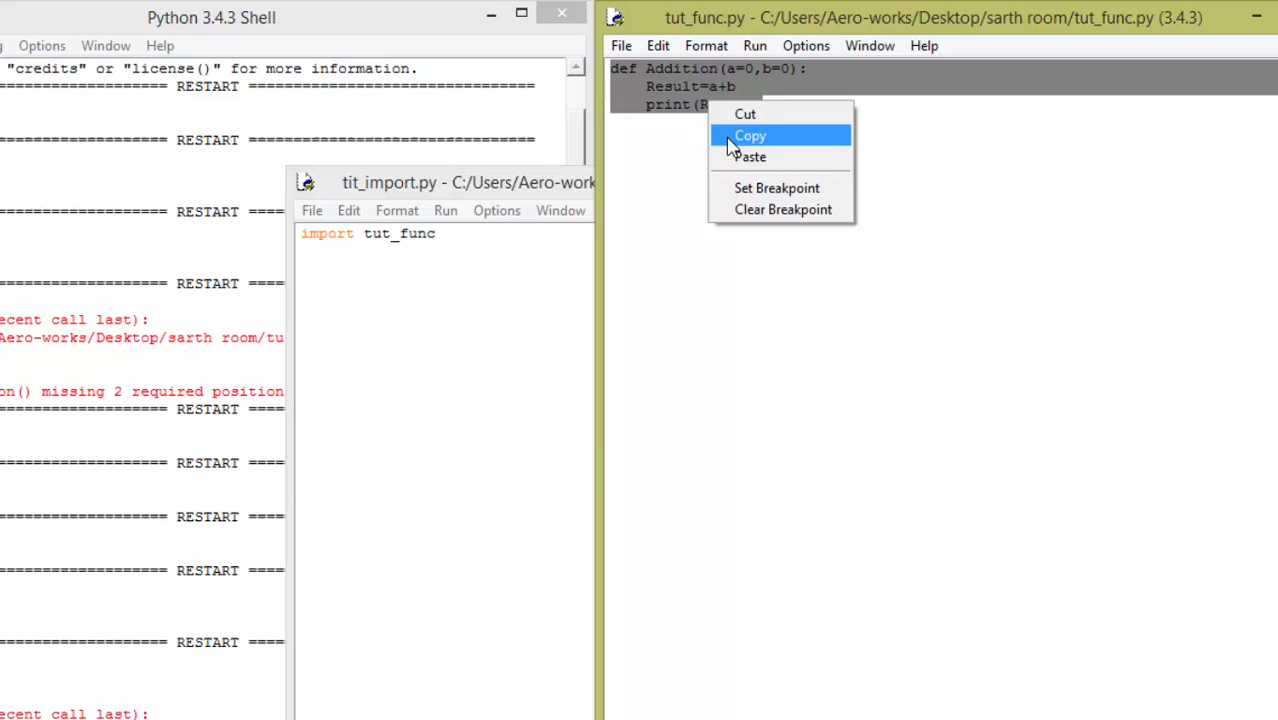 Python 3.4.3 Shell
Options Window Help
"credits" or "license()" for more information.
=================== RESTART ================================
=================== RESTART ================================
=================== RESTART ====
=================== RESTART ====
ecent call last):
Aero-works/Desktop/sarth room/tu
on() missing 2 required position
=================== RESTART ====
=================== RESTART ====
=================== RESTART ====
=================== RESTART ====
=================== RESTART ====
ecent call last):
tit_import.py - C:/Users/Aero-work
File Edit Format Run Options Window
import tut_func
tut_func.py - C:/Users/Aero-works/Desktop/sarth room/tut_func.py (3.4.3)
File Edit Format Run Options Window Help
def Addition(a=0,b=0):
Result=a+b
print(R
Cut
Copy
Paste
Set Breakpoint
Clear Breakpoint